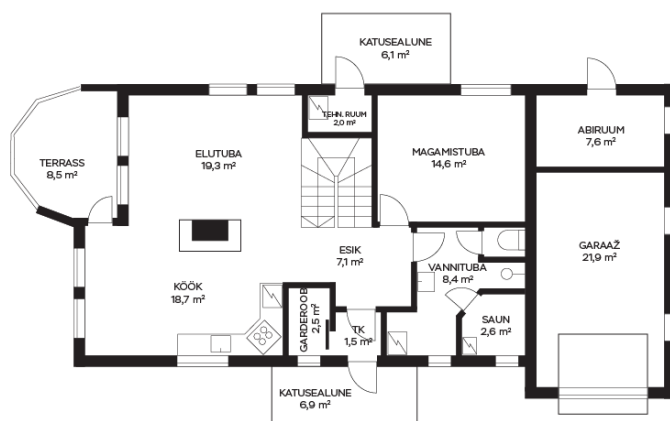 KATUSEALUNE
6,1 m²
TEHN. RUUM
2,0 m²
ELUTUBA
19,3 m²
MAGAMISTUBA
14,6 m²
ABIRUUM
7,6 m²
TERRASS
8,5 m²
ESIK
7,1 m²
GARAAŽ
21,9 m²
KÖÖK
18,7 m²
VANNITUBA
8,4 m²
GARDEROOB
2,5 m²
TK
1,5 m²
SAUN
2,6 m²
KATUSEALUNE
6,9 m²